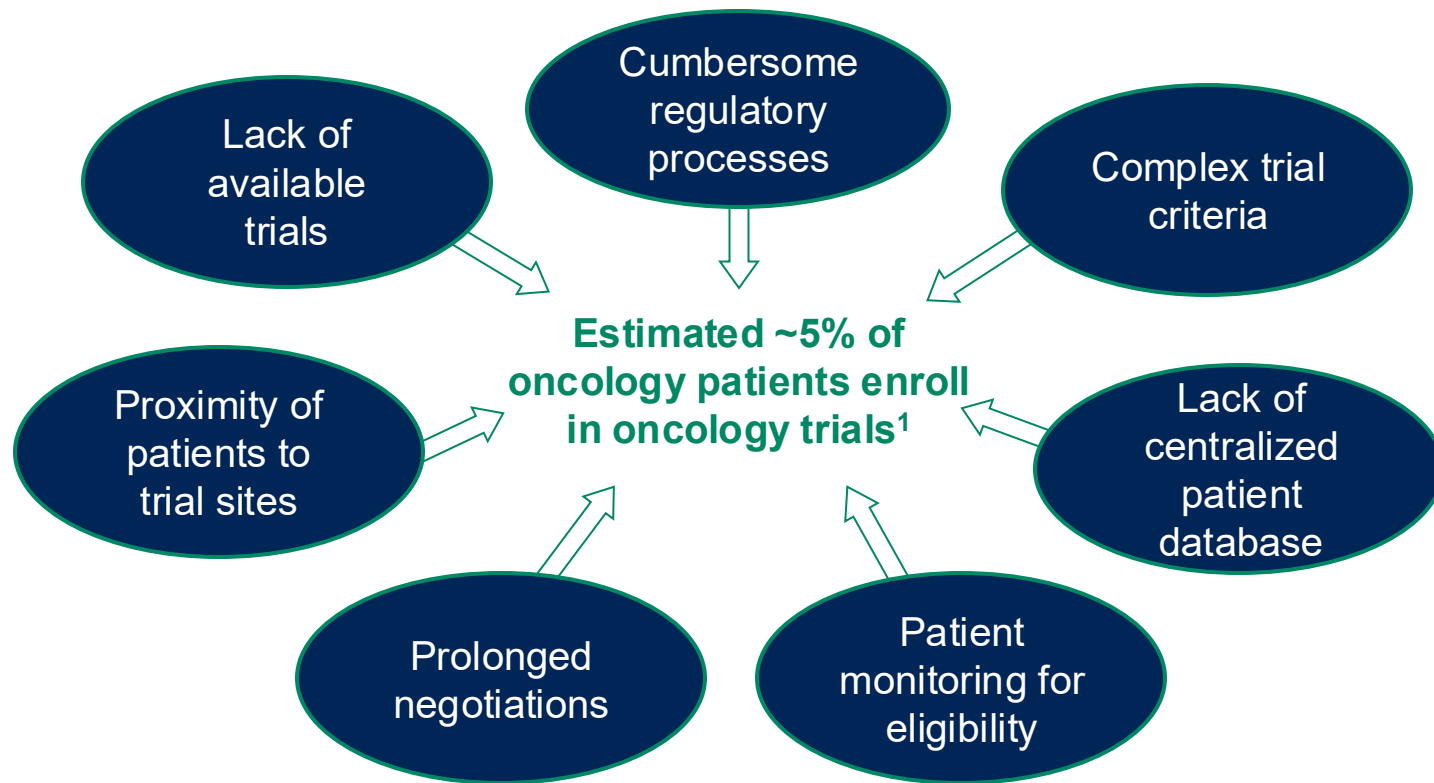 Cumbersome
regulatory
processes
Lack of
available
trials
Complex trial
criteria
Estimated ~5% of
oncology patients enroll
in oncology trials¹
Proximity of
patients to
trial sites
Lack of
centralized
patient
database
Prolonged
negotiations
Patient
monitoring for
eligibility